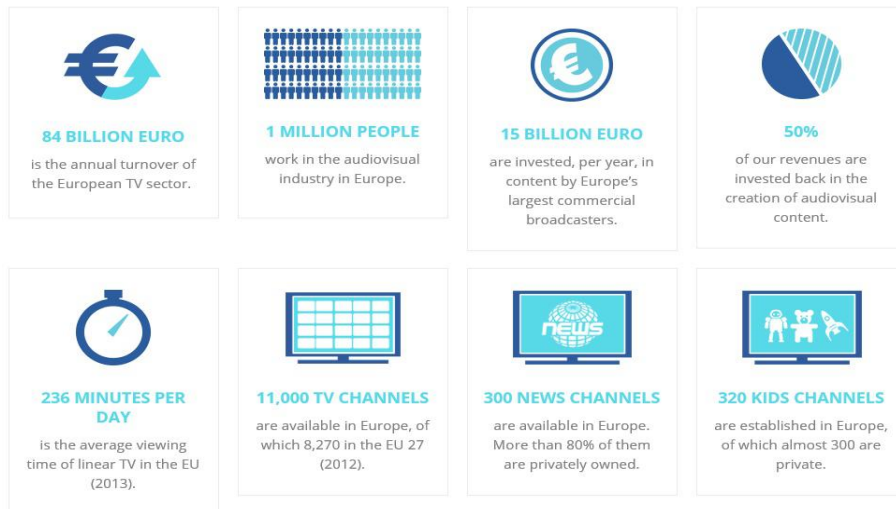 84 BILLION EURO
is the annual turnover of
the European TV sector.
1 MILLION PEOPLE
work in the audiovisual
industry in Europe.
15 BILLION EURO
are invested, per year, in
content by Europe's
largest commercial
broadcasters.
50%
of our revenues are
invested back in the
creation of audiovisual
content.
236 MINUTES PER
DAY
is the average viewing
time of linear TV in the EU
(2013).
11,000 TV CHANNELS
are available in Europe, of
which 8,270 in the EU 27
(2012).
news
300 NEWS CHANNELS
are available in Europe.
More than 80% of them
are privately owned.
320 KIDS CHANNELS
are established in Europe,
of which almost 300 are
private.